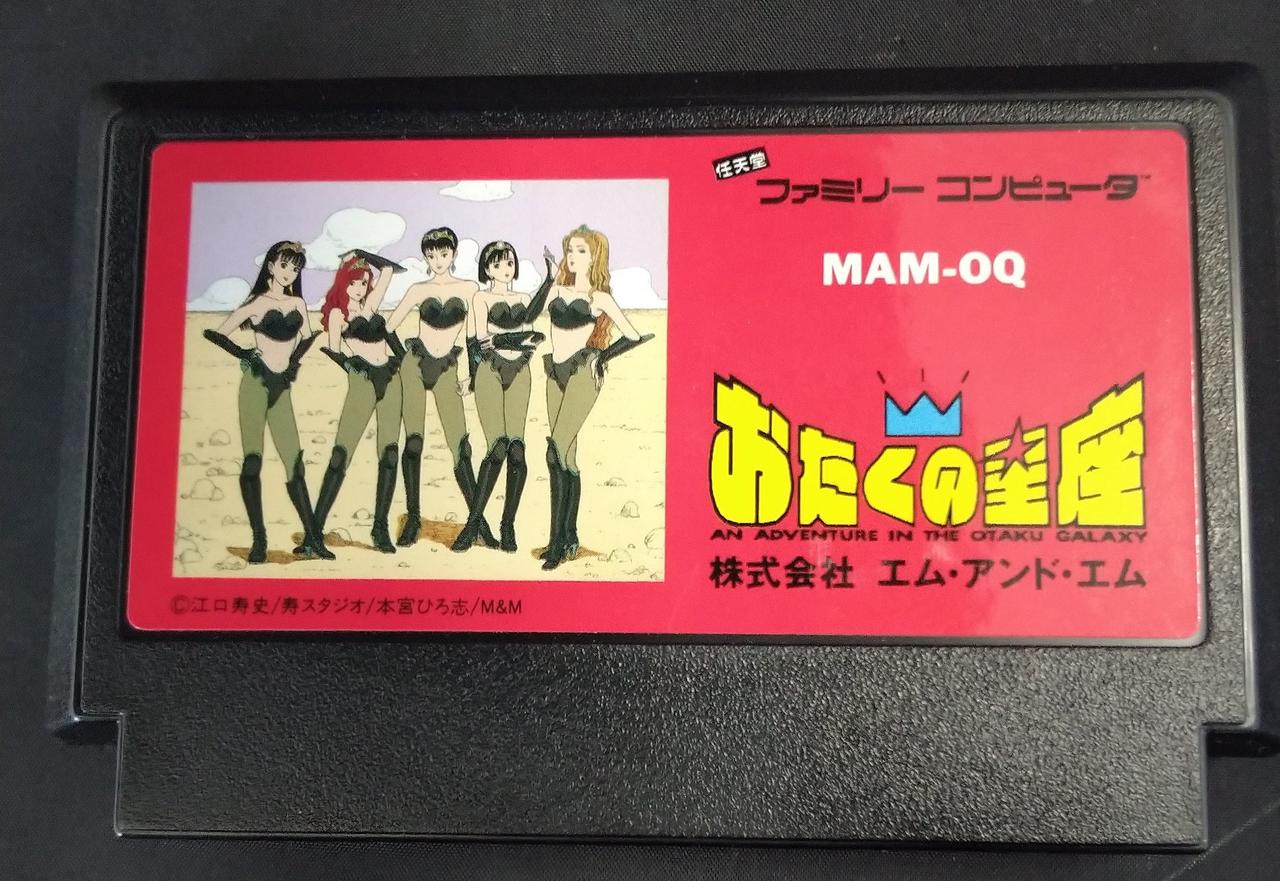 任天堂
ファミリー コンピュータ™
MAM-OQ
おたくの星座
AN ADVENTURE IN THE OTAKU GALAXY
株式会社 エム・アンド・エム
©江口寿史/寿スタジオ/本宮ひろ志/M&M